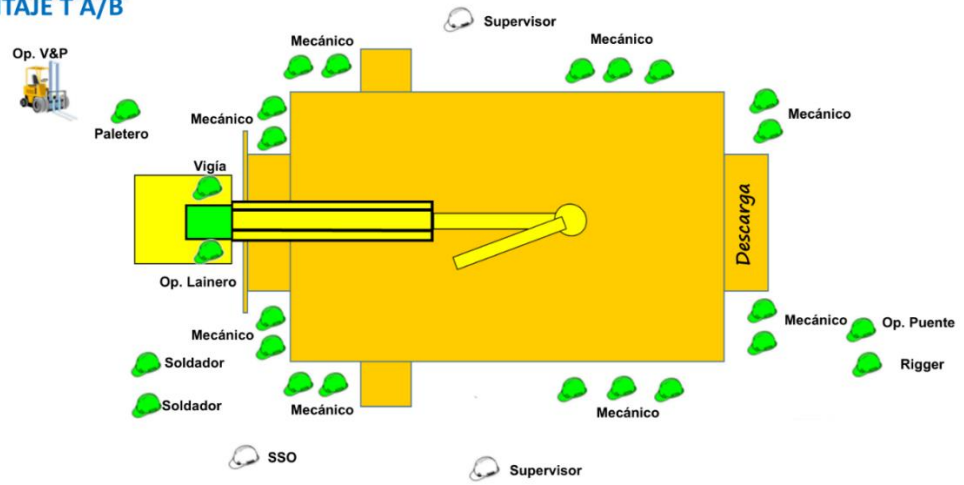 TAJE T A/B
Supervisor
Mecánico
Mecánico
Op. V&P
Mecánico
Mecánico
Paletero
Vigía
Descarga
Op. Lainero
Mecánico
Mecánico
Op. Puente
Soldador
Rigger
Soldador
Mecánico
Mecánico
SSO
Supervisor